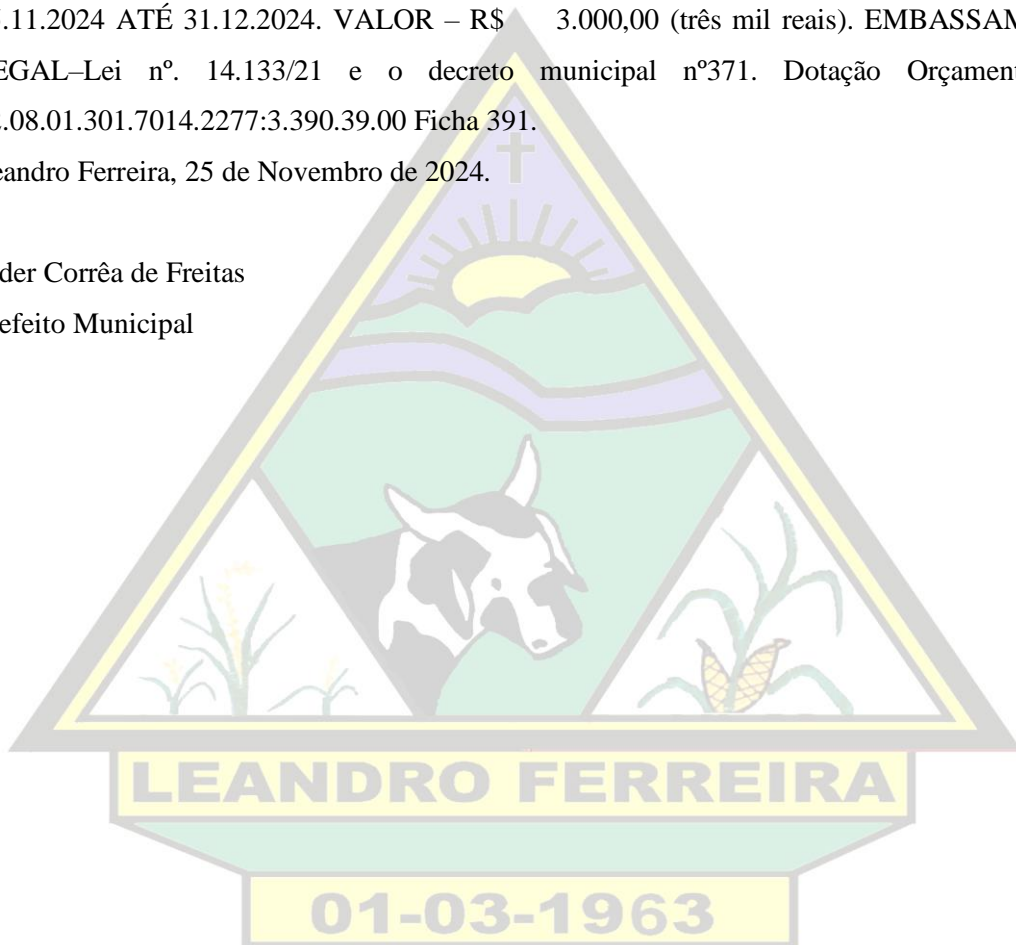 .11.2024 ATÉ 31.12.2024. VALOR – R$ 3.000,00 (três mil reais). EMBASSAM
EGAL–Lei nº. 14.133/21 e o decreto municipal nº371. Dotação Orçament
.08.01.301.7014.2277:3.390.39.00 Ficha 391.
eandro Ferreira, 25 de Novembro de 2024.
der Corrêa de Freitas
efeito Municipal
LEANDRO FERREIRA
01-03-1963